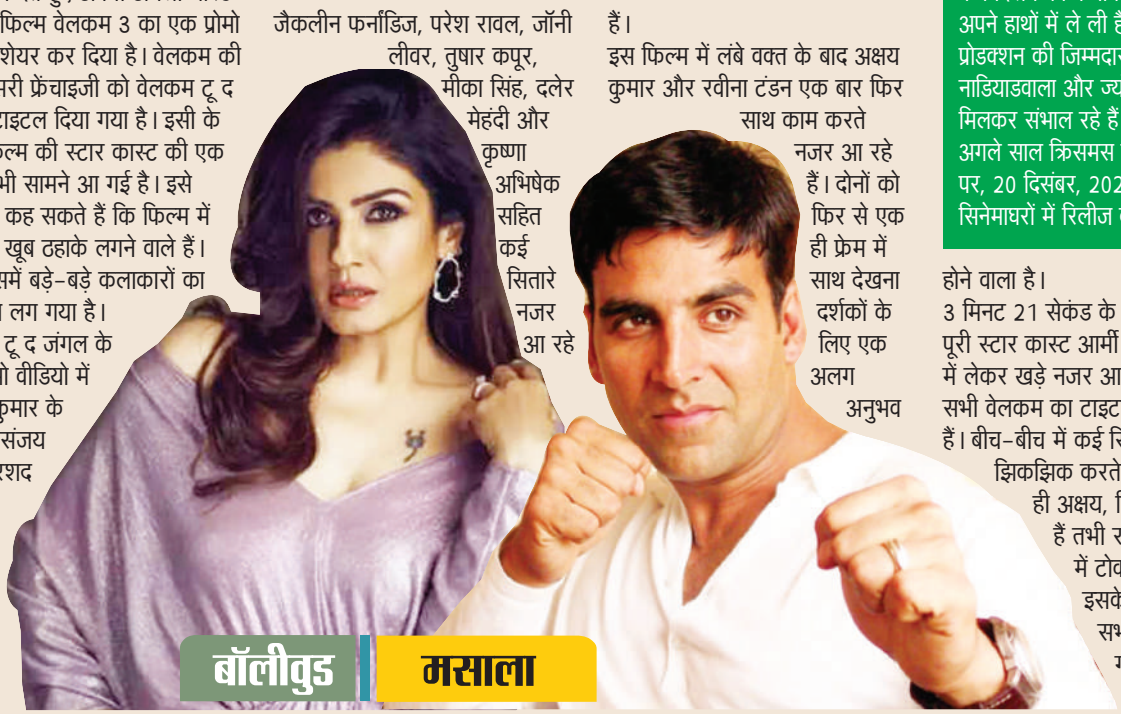 फिल्म वेलकम 3 का एक प्रोमो
शेयर कर दिया है। वेलकम की
फ्रेंचाइजी को वेलकम टू द
टाइटल दिया गया है। इसी के
की स्टार कास्ट की एक
भी सामने आ गई है। इसे
कह सकते हैं कि फिल्म में
खूब ठहाके लगने वाले हैं।
बड़े-बड़े कलाकारों का
लग गया है।
टू द जंगल के
वीडियो में
कुमार के
संजय
जैकलीन फर्नांडिज, परेश रावल, जॉनी
लीवर, तुषार कपूर,
मीका सिंह, दलेर
मेहंदी और
कृष्णा
अभिषेक
सहित
कई
सितारे
नजर
आ रहे
हैं।
इस फिल्म में लंबे वक्त के बाद अक्षय
कुमार और रवीना टंडन एक बार फिर
साथ काम करते
नजर आ रहे
हैं। दोनों को
फिर से एक
ही फ्रेम में
साथ देखना
दर्शकों के
लिए एक
अलग
अनुभव
अपने हाथों में ले ली
प्रोडक्शन की
नाडियाडवाला और
मिलकर संभाल रहे हैं
अगले साल क्रिसमस
पर, 20 दिसंबर,
सिनेमाघरों में रिलीज
होने वाला है।
3 मिनट 21 सेकंड के
पूरी स्टार कास्ट आर्मी
में लेकर खड़े नजर
सभी वेलकम का
हैं। बीच-बीच में कई
झिकझिक करते
ही अक्षय,
हैं तभी
में
बॉलीवुड
मसाला